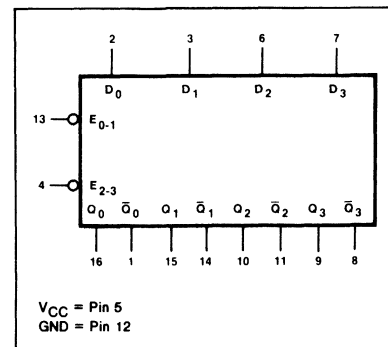 2 3 6 7
D0 D1 D2 D3
13 E0-1
4 E2-3
Q0 Q̅0 Q1 Q̅1 Q2 Q̅2 Q3 Q̅3
16 1 15 14 10 11 9 8
VCC = Pin 5
GND = Pin 12